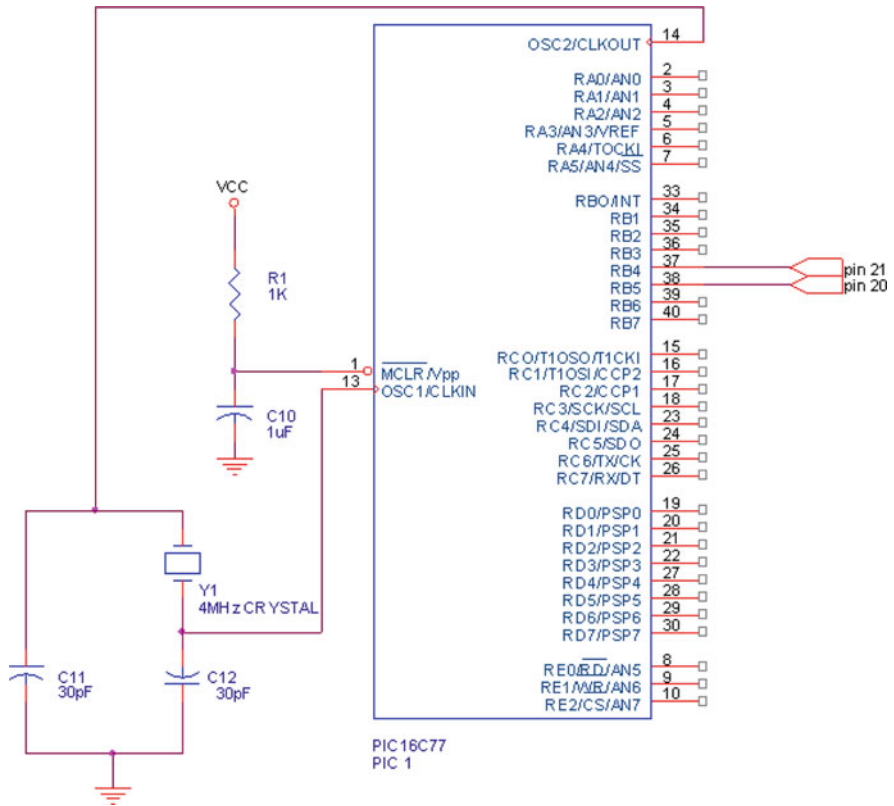 14
OSC2/CLKOUT
2
RA0/AN0
3
RA1/AN1
4
RA2/AN2
5
RA3/AN3/VREF
6
RA4/TOCKI
7
RA5/AN4/SS
VCC
33
RBO/INT
34
RB1
35
RB2
36
RB3
37
RB4
pin 21
38
RB5
pin 20
39
RB6
40
RB7
R1
1K
15
RCO/T1OSO/T1CKI
16
RC1/T1OSI/CCP2
17
RC2/CCP1
18
RC3/SCK/SCL
23
RC4/SDI/SDA
24
RC5/SDO
25
RC6/TX/CK
26
RC7/RX/DT
1
MCLR/Vpp
13
OSC1/CLKIN
C10
1uF
19
RD0/PSP0
20
RD1/PSP1
21
RD2/PSP2
22
RD3/PSP3
27
RD4/PSP4
28
RD5/PSP5
29
RD6/PSP6
30
RD7/PSP7
Y1
4MHz CRYSTAL
C11
30pF
C12
30pF
8
RE0/RD/AN5
9
RE1/WR/AN6
10
RE2/CS/AN7
PIC16C77
PIC 1